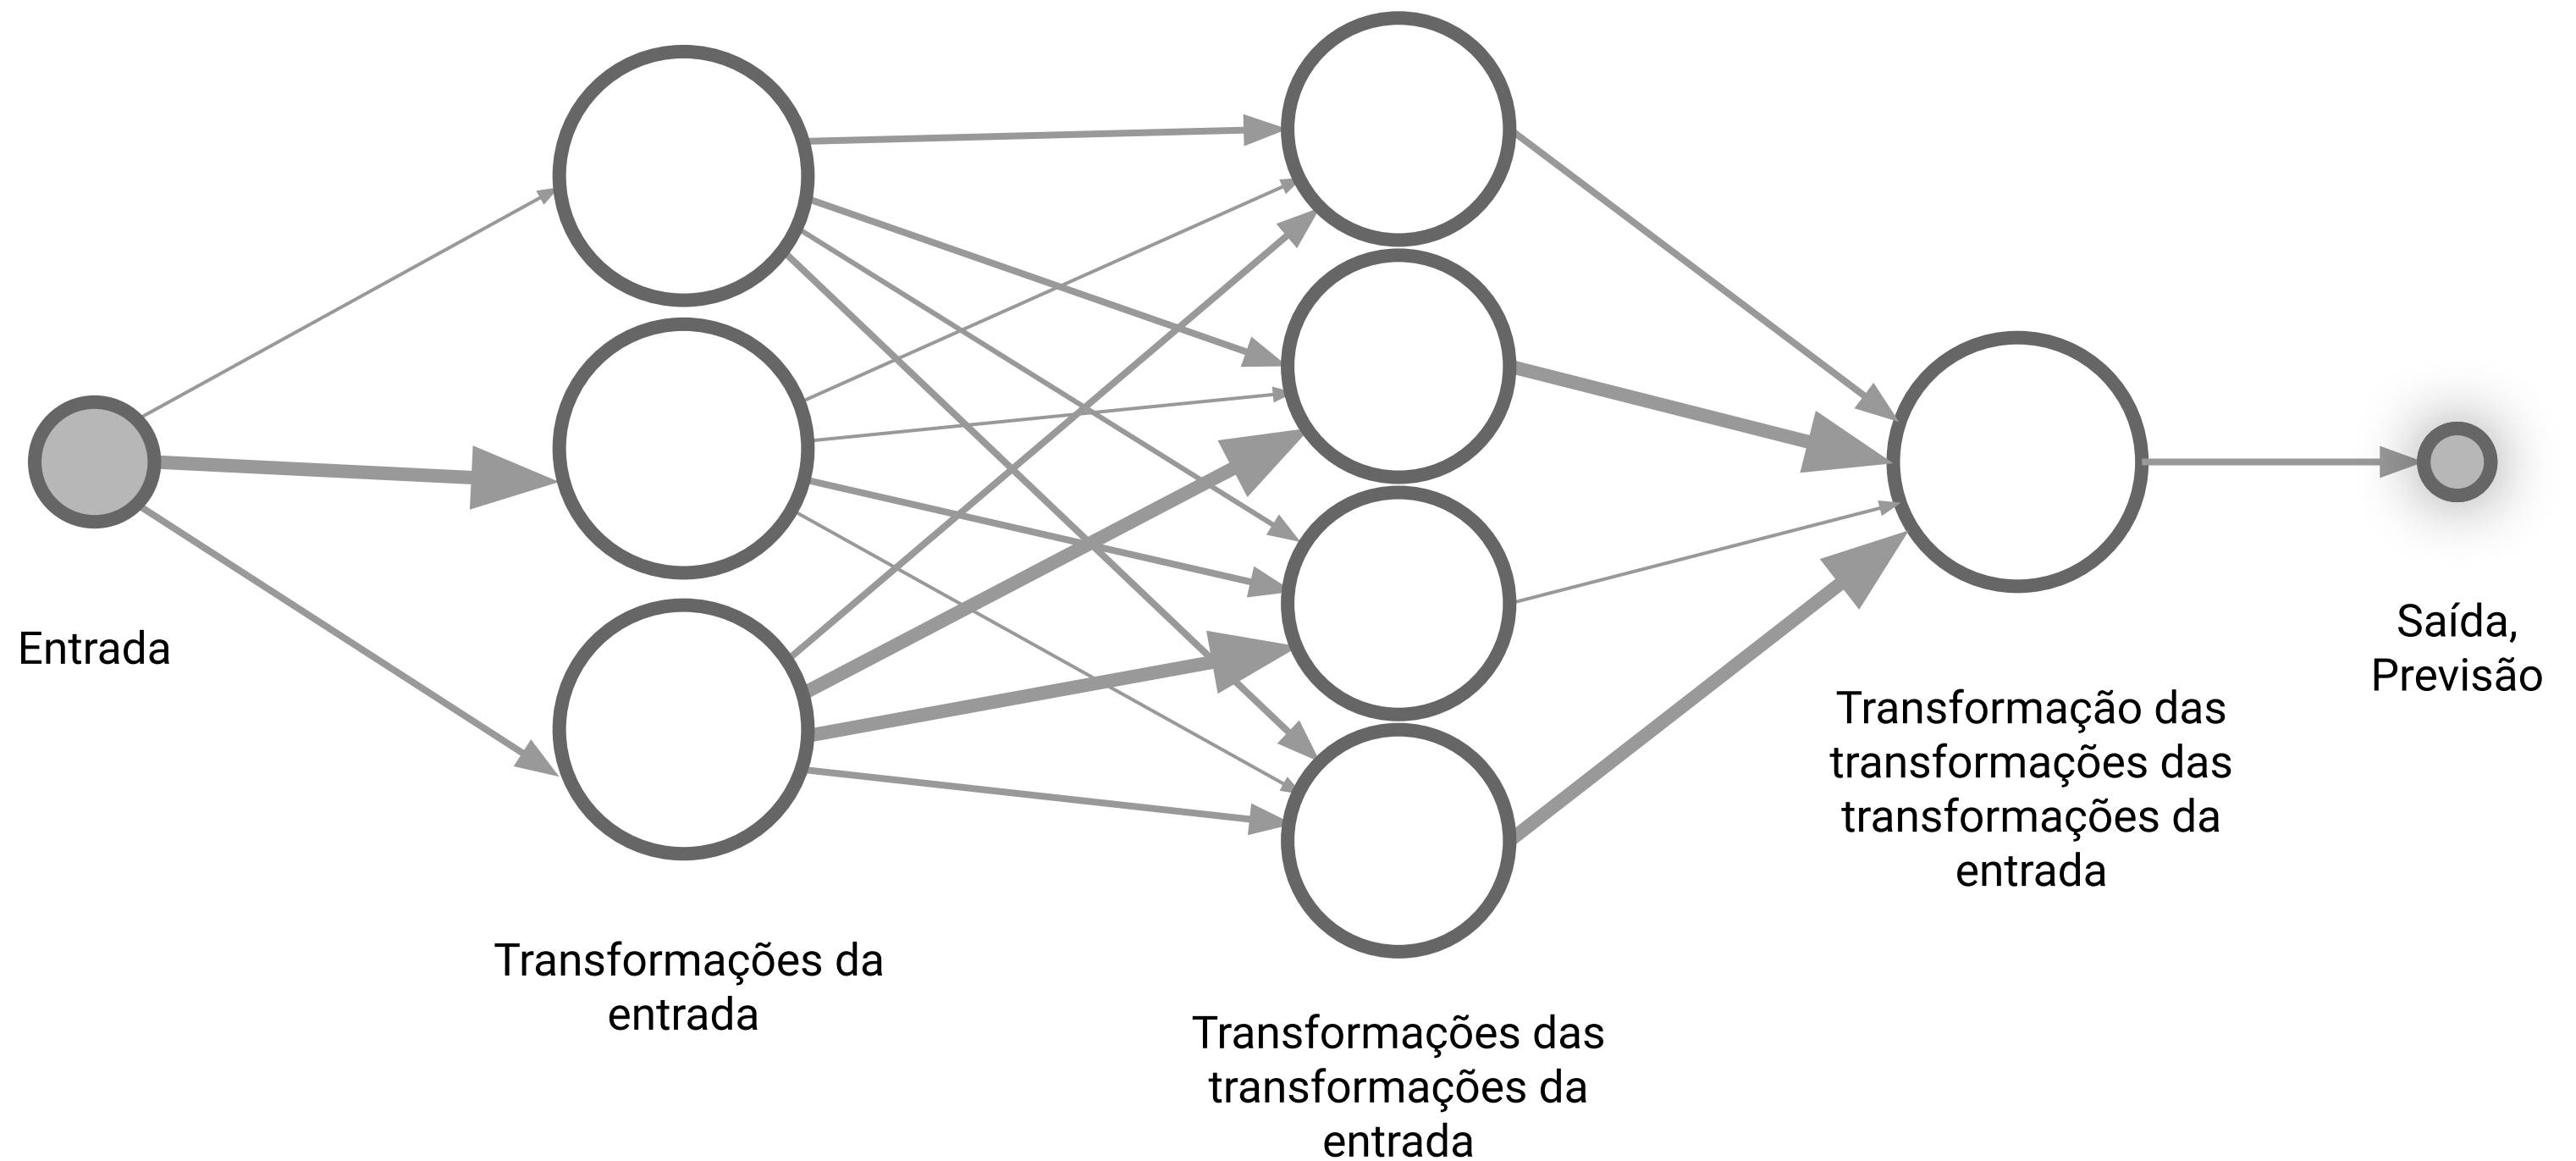 Entrada
Transformações da
entrada
Transformações das
transformações da
entrada
Transformação das
transformações das
transformações da
entrada
Saída,
Previsão